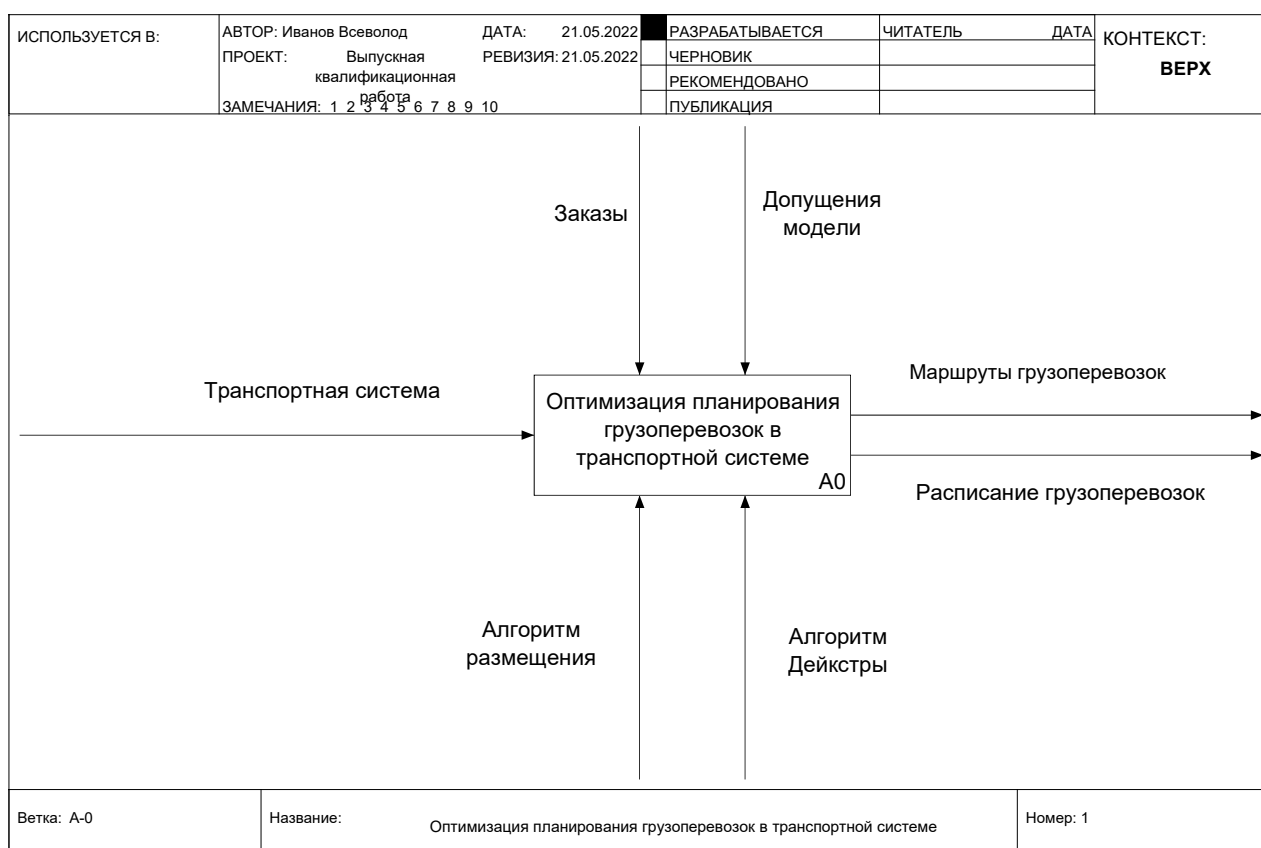 ИСПОЛЬЗУЕТСЯ В:
АВТОР: Иванов Всеволод
ДАТА: 21.05.2022
ПРОЕКТ: Выпускная
квалификационная
работа
РЕВИЗИЯ: 21.05.2022
ЗАМЕЧАНИЯ: 1 2 3 4 5 6 7 8 9 10
РАЗРАБАТЫВАЕТСЯ
ЧЕРНОВИК
РЕКОМЕНДОВАНО
ПУБЛИКАЦИЯ
ЧИТАТЕЛЬ ДАТА
КОНТЕКСТ:
ВЕРХ
Заказы
Допущения
модели
Транспортная система
Оптимизация планирования
грузоперевозок в
транспортной системе
A0
Маршруты грузоперевозок
Расписание грузоперевозок
Алгоритм
размещения
Алгоритм
Дейкстры
Ветка: A-0
Название: Оптимизация планирования грузоперевозок в транспортной системе
Номер: 1